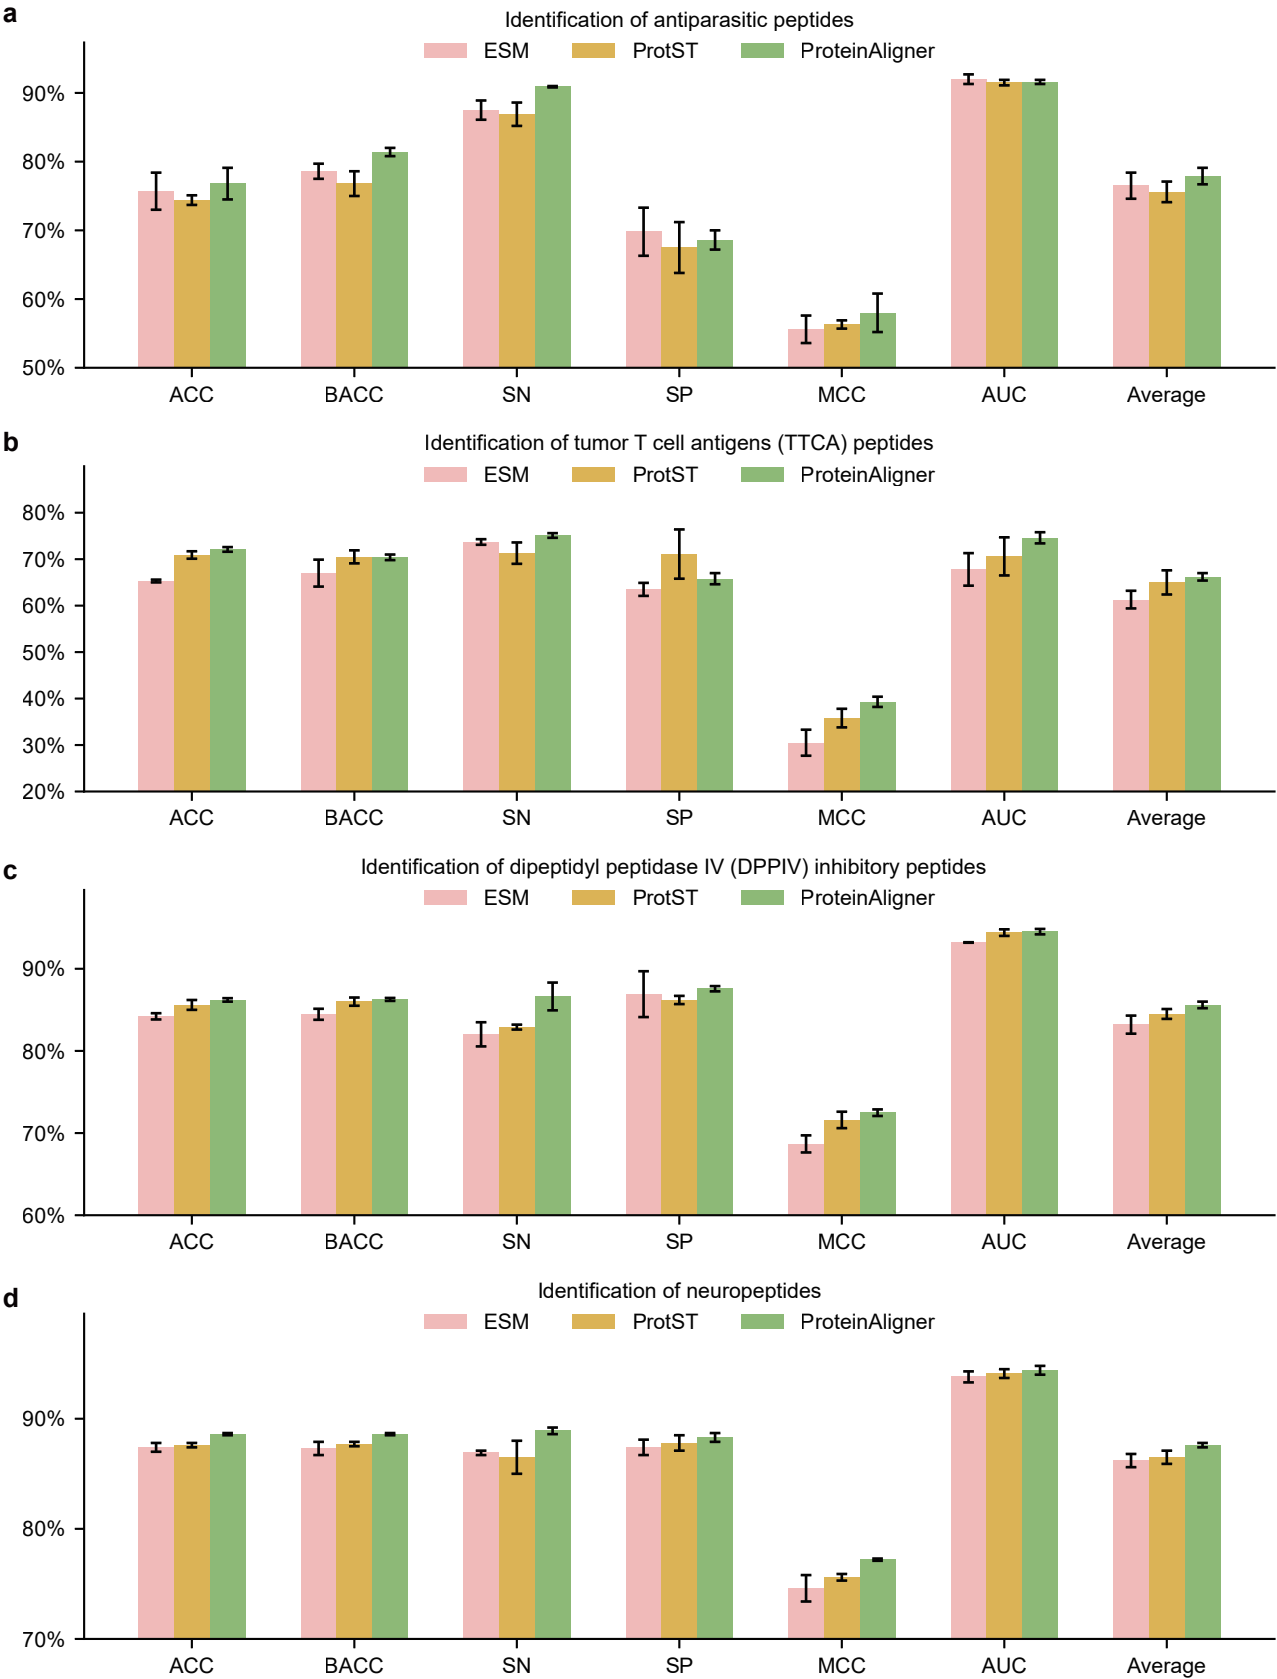 a
Identification of antiparasitic peptides
ESM ProtST ProteinAligner
90%
80%
70%
60%
50%
ACC BACC SN SP MCC AUC Average
b
Identification of tumor T cell antigens (TTCA) peptides
ESM ProtST ProteinAligner
80%
70%
60%
50%
40%
30%
20%
ACC BACC SN SP MCC AUC Average
c
Identification of dipeptidyl peptidase IV (DPPIV) inhibitory peptides
ESM ProtST ProteinAligner
90%
80%
70%
60%
ACC BACC SN SP MCC AUC Average
d
Identification of neuropeptides
ESM ProtST ProteinAligner
90%
80%
70%
ACC BACC SN SP MCC AUC Average